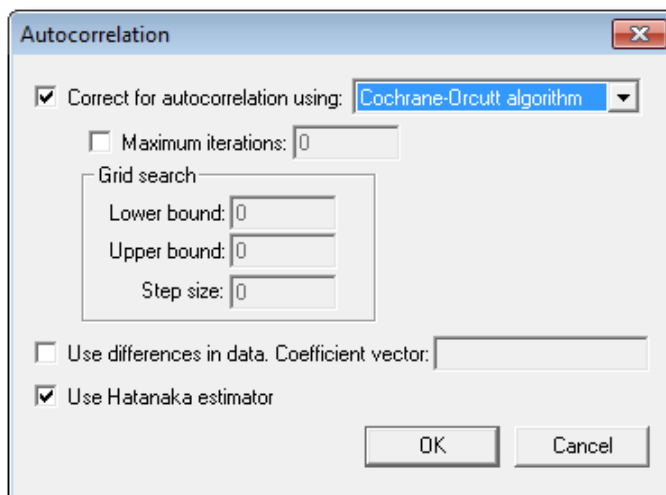 Autocorrelation
Correct for autocorrelation using: Cochrane-Orcutt algorithm
Maximum iterations: 0
Grid search
Lower bound: 0
Upper bound: 0
Step size: 0
Use differences in data. Coefficient vector:
Use Hatanaka estimator
OK Cancel